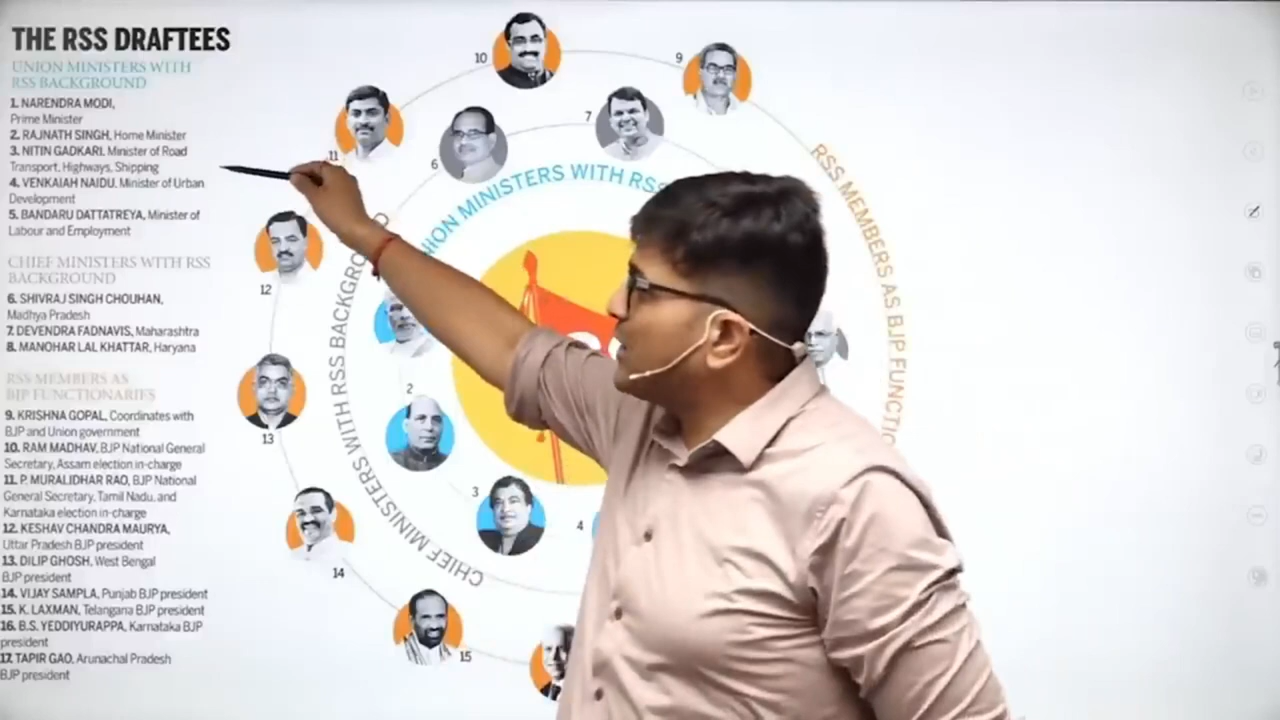 THE RSS DRAFTEES
UNION MINISTERS WITH
RSS BACKGROUND
1. NARENDRA MODI,
Prime Minister
2. RAJNATH SINGH, Home Minister
3. NITIN GADKARI, Minister of Road
Transport, Highways, Shipping
4. VENKAIAH NAIDU, Minister of Urban
Development
5. BANDARU DATTATREYA, Minister of
Labour and Employment
CHIEF MINISTERS WITH RSS
BACKGROUND
6. SHIVRAJ SINGH CHOUHAN,
Madhya Pradesh
7. DEVENDRA FADNAVIS, Maharashtra
8. MANOHAR LAL KHATTAR, Haryana
RSS MEMBERS AS
BJP FUNCTIONARIES
9. KRISHNA GOPAL, Coordinates with
BJP and Union government
10. RAM MADHAV, BJP National General
Secretary, Assam election in-charge
11. P. MURALIDHAR RAO, BJP National
General Secretary, Tamil Nadu, and
Karnataka election in-charge
12. KESHAV CHANDRA MAURYA,
Uttar Pradesh BJP president
13. DILIP GHOSH, West Bengal
BJP president
14. VIJAY SAMPLA, Punjab BJP president
15. K. LAXMAN, Telangana BJP president
16. B.S. YEDDIYURAPPA, Karnataka BJP
president
17. TAPIR GAO, Arunachal Pradesh
BJP president
10
9
11
7
6
12
2
13
3
4
14
15
NION MINISTERS WITH RSS
RSS MEMBERS AS BJP FUNCTIO
CHIEF MINISTERS WITH RSS BACKGRO